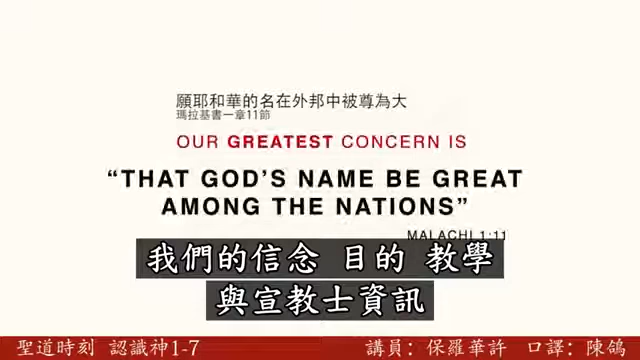 願耶和華的名在外邦中被尊為大
瑪拉基書一章11節
OUR GREATEST CONCERN IS
“THAT GOD’S NAME BE GREAT
AMONG THE NATIONS”
MALACHI 1:11
我們的信念 目的 教學
與宣教士資訊
聖道時刻 認識神1-7 講員：保羅華許 口譯：陳鴿